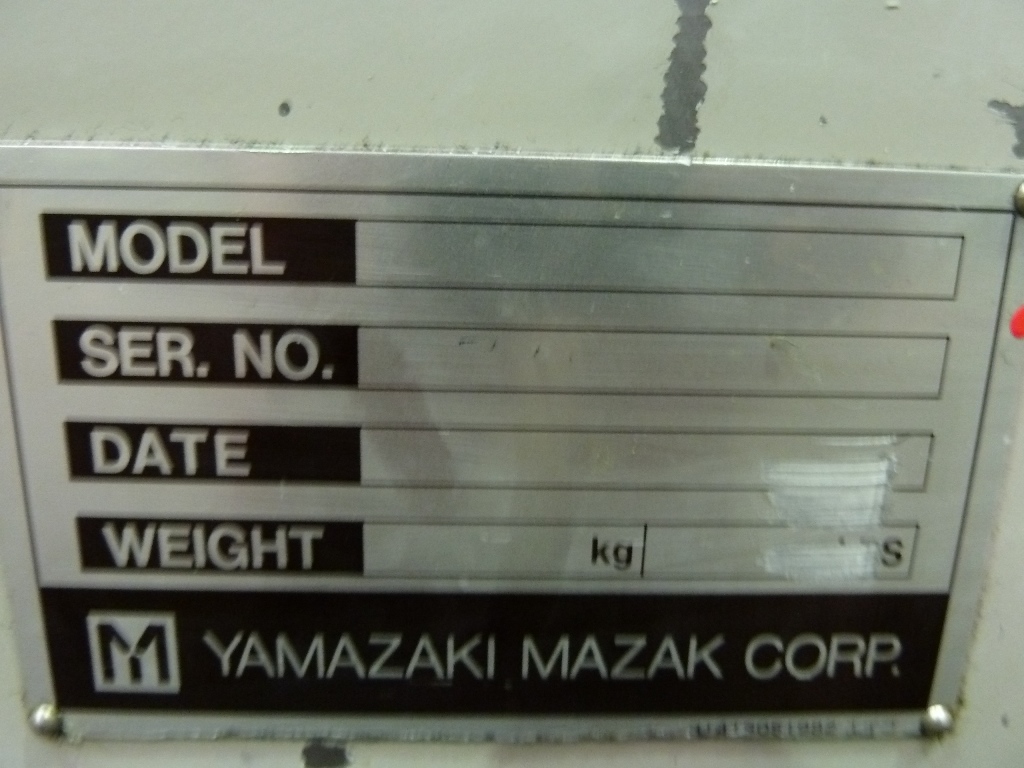 MODEL
SER. NO.
DATE
WEIGHT kg
YAMAZAKI MAZAK CORP.